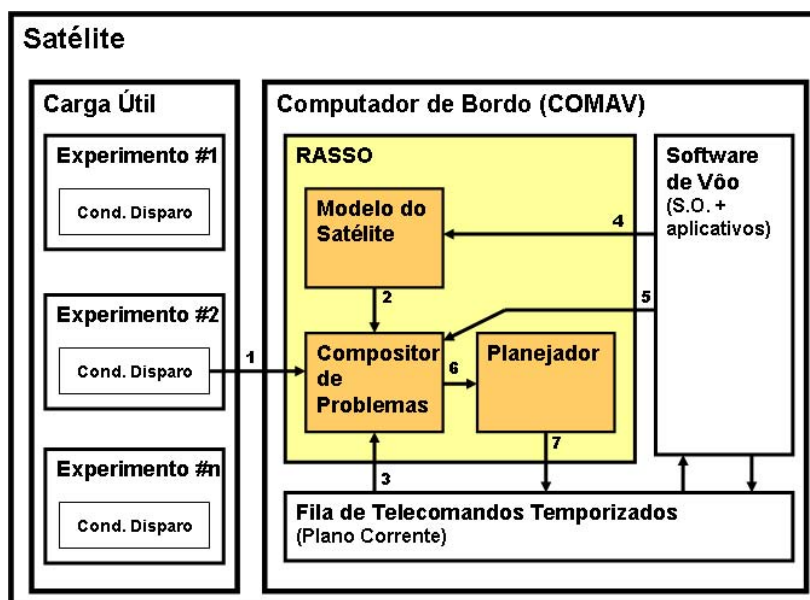 Satélite
Carga Útil
Experimento #1
Cond. Disparo
Experimento #2
Cond. Disparo
Experimento #n
Cond. Disparo
1
Computador de Bordo (COMAV)
RASSO
Modelo do
Satélite
2
Compositor
de
Problemas
6
Planejador
7
3
4
5
Software
de Vôo
(S.O. +
aplicativos)
Fila de Telecomandos Temporizados
(Plano Corrente)